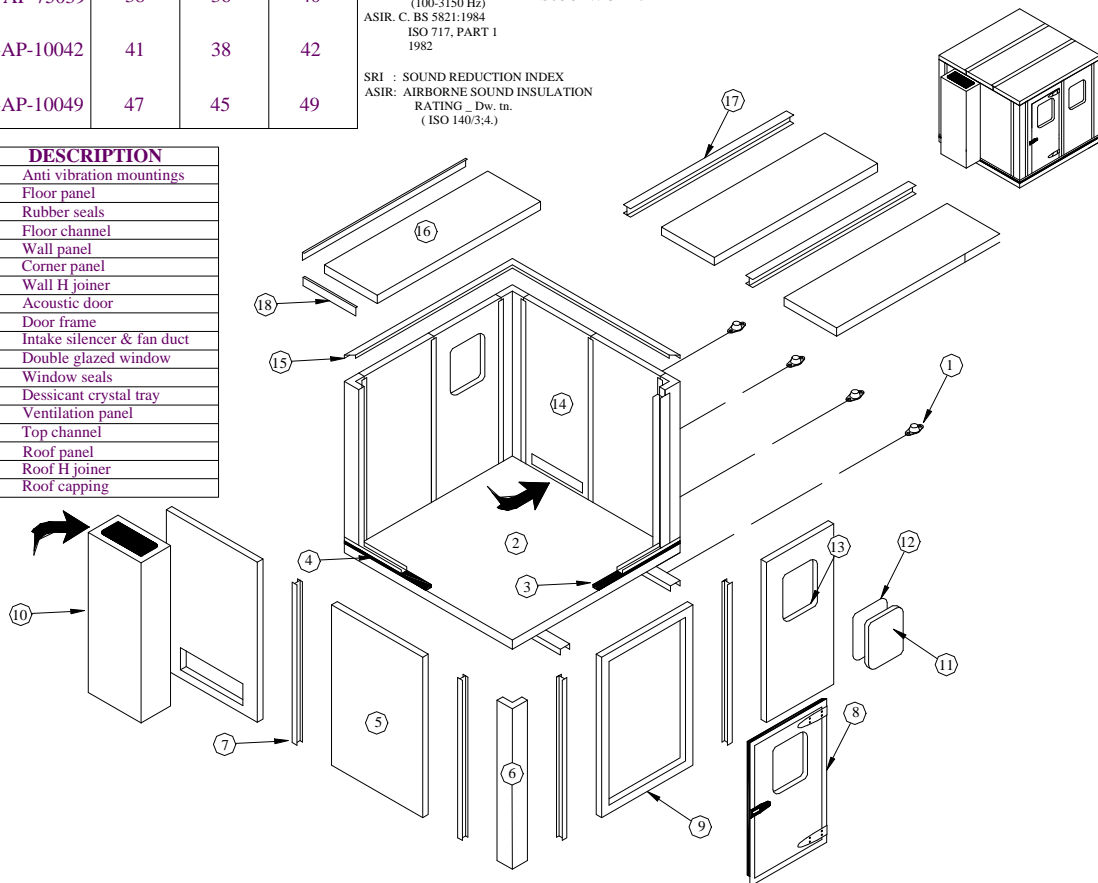 (100-3150 Hz)
ASIR. C. BS 5821:1984
ISO 717, PART 1
1982
AP-10042 41 38 42
SRI : SOUND REDUCTION INDEX
ASIR: AIRBORNE SOUND INSULATION
RATING _ Dw. tn.
( ISO 140/3;4.)
AP-10049 47 45 49
DESCRIPTION
Anti vibration mountings
Floor panel
Rubber seals
Floor channel
Wall panel
Corner panel
Wall H joiner
Acoustic door
Door frame
Intake silencer & fan duct
Double glazed window
Window seals
Dessicant crystal tray
Ventilation panel
Top channel
Roof panel
Roof H joiner
Roof capping
17
16
18
15
14
1
2
4
3
13
12
10
11
5
8
7
6
9